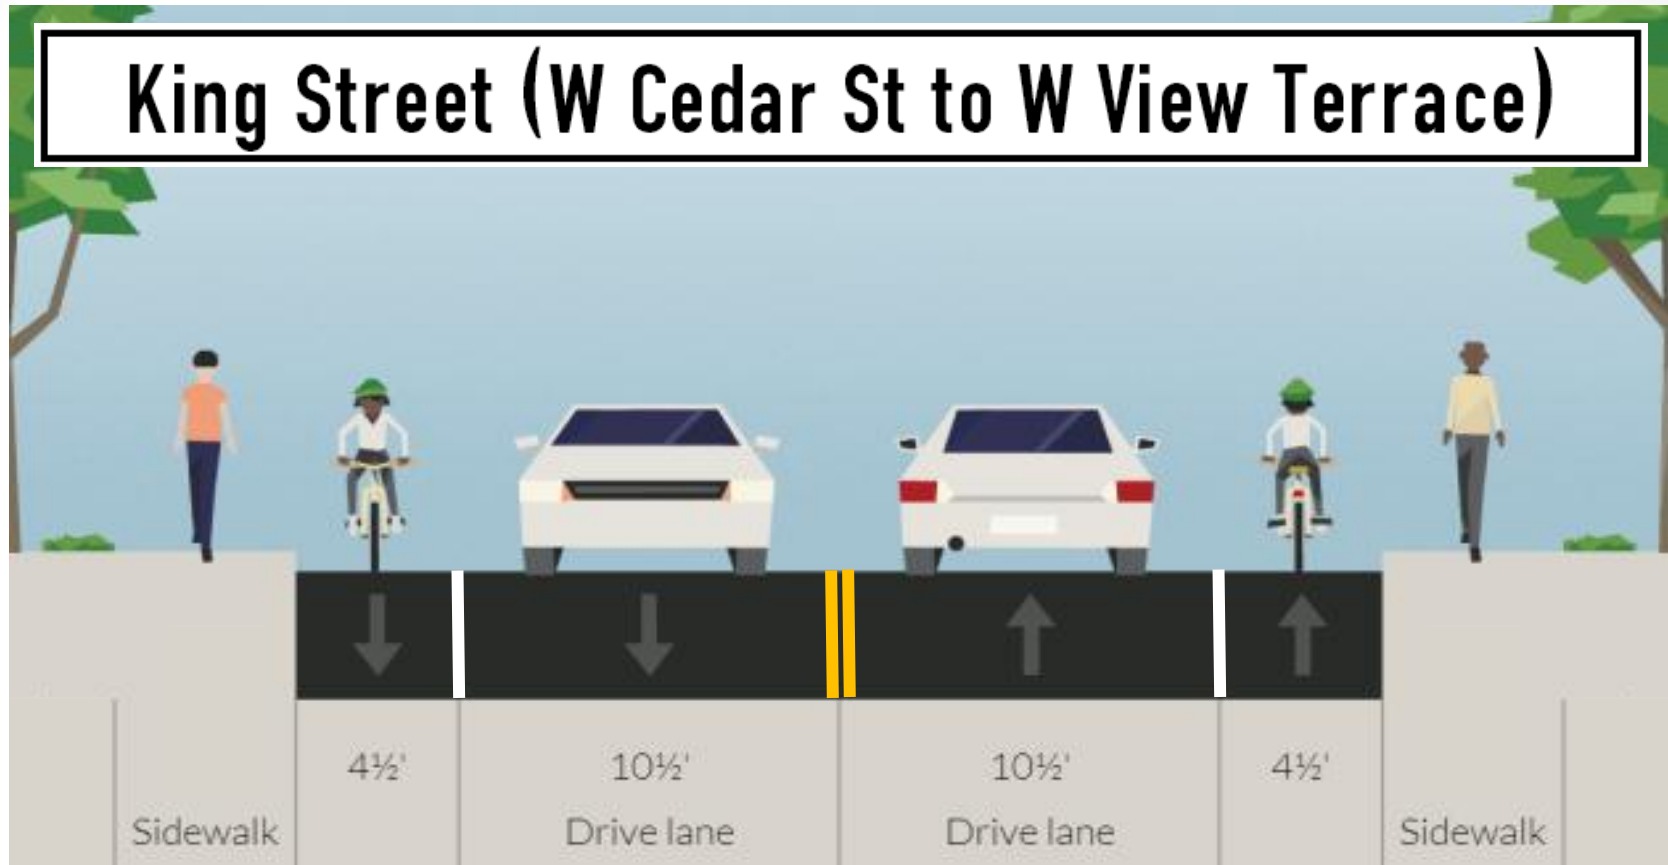 King Street (W Cedar St to W View Terrace)
4½' 10½' 10½' 4½'
Sidewalk Drive lane Drive lane Sidewalk